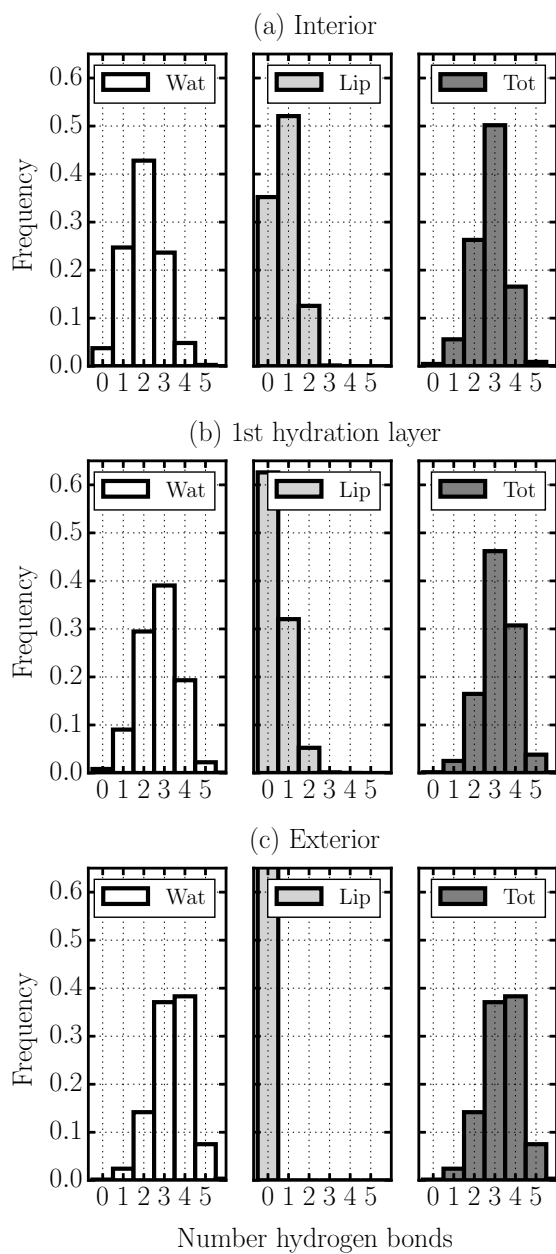 (a) Interior
Frequency
0.6
0.5
0.4
0.3
0.2
0.1
0.0
Wat
0 1 2 3 4 5
Lip
0 1 2 3 4 5
Tot
0 1 2 3 4 5
(b) 1st hydration layer
Frequency
0.6
0.5
0.4
0.3
0.2
0.1
0.0
Wat
0 1 2 3 4 5
Lip
0 1 2 3 4 5
Tot
0 1 2 3 4 5
(c) Exterior
Frequency
0.6
0.5
0.4
0.3
0.2
0.1
0.0
Wat
0 1 2 3 4 5
Lip
0 1 2 3 4 5
Tot
0 1 2 3 4 5
Number hydrogen bonds